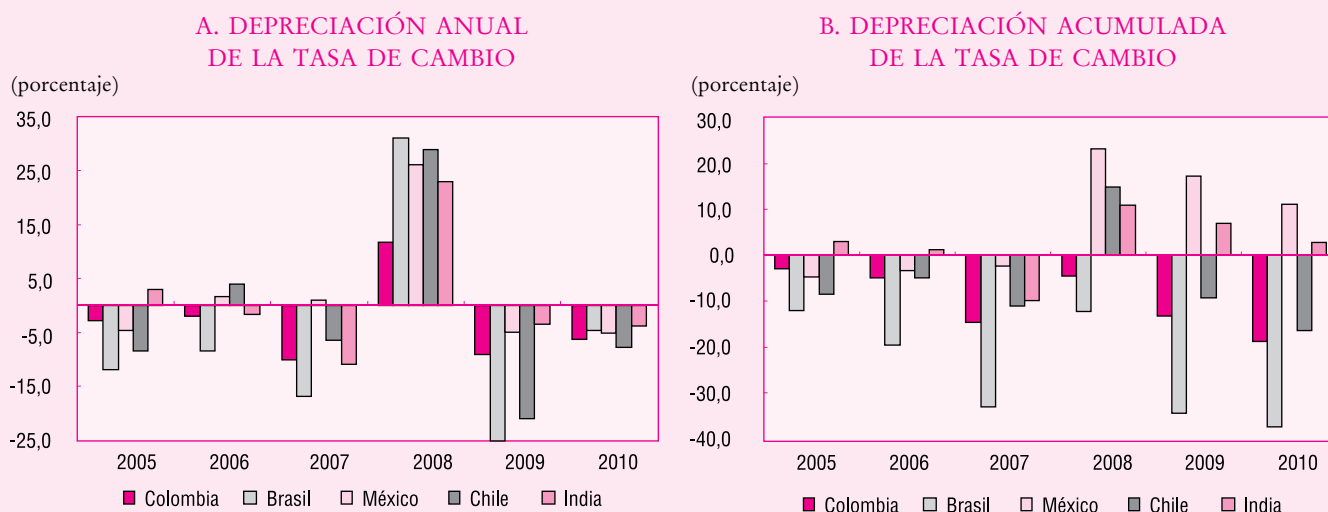 A. DEPRECIACIÓN ANUAL
DE LA TASA DE CAMBIO
(porcentaje)
35,0
25,0
15,0
5,0
-5,0
-15,0
-25,0
2005 2006 2007 2008 2009 2010
Colombia Brasil México Chile India
B. DEPRECIACIÓN ACUMULADA
DE LA TASA DE CAMBIO
(porcentaje)
30,0
20,0
10,0
0,0
-10,0
-20,0
-30,0
-40,0
2005 2006 2007 2008 2009 2010
Colombia Brasil México Chile India